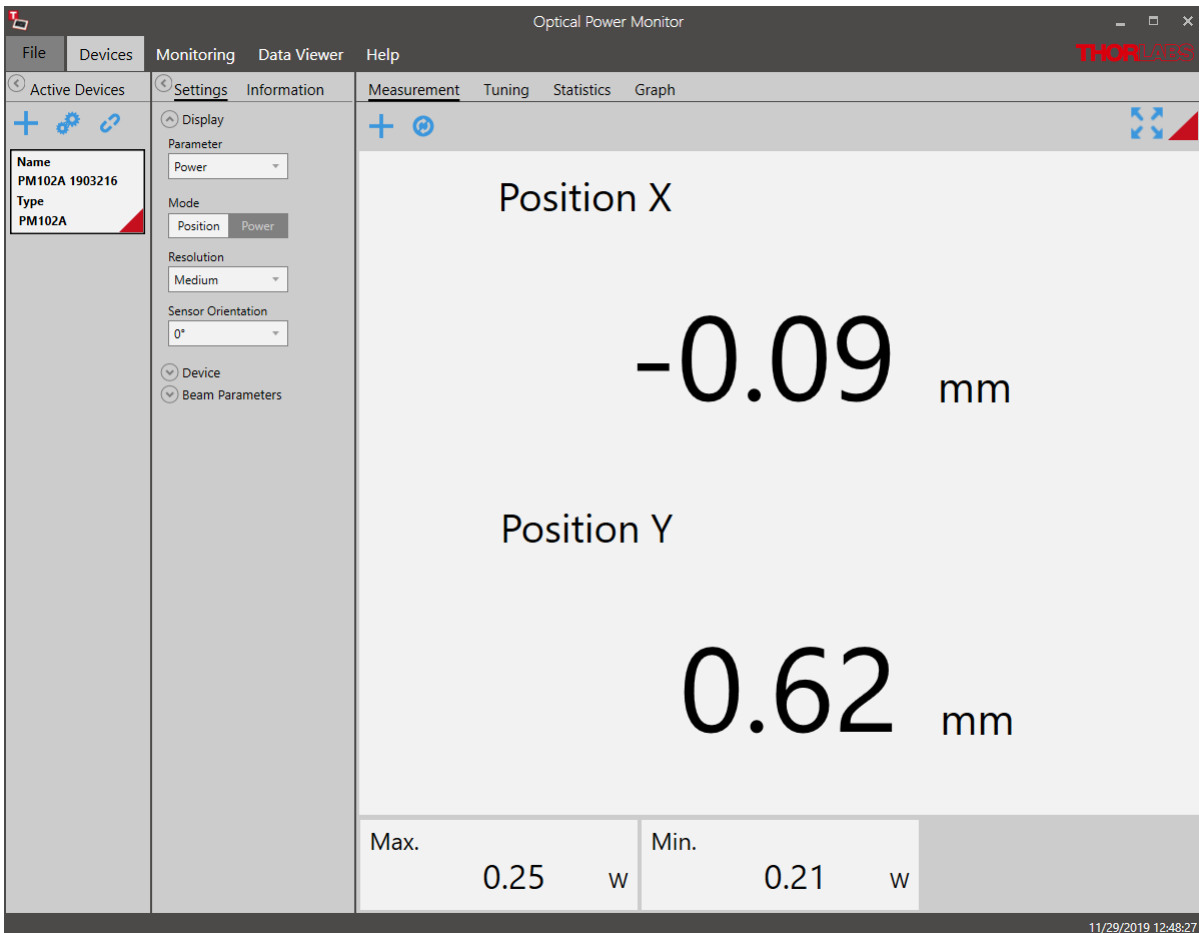 Optical Power Monitor
File Devices Monitoring Data Viewer Help
THORLABS
Active Devices
Name
PM102A 1903216
Type
PM102A
Settings Information
Display
Parameter
Power
Mode
Position Power
Resolution
Medium
Sensor Orientation
0°
Device
Beam Parameters
Measurement Tuning Statistics Graph
Position X
-0.09 mm
Position Y
0.62 mm
Max.
0.25 W
Min.
0.21 W
11/29/2019 12:48:27